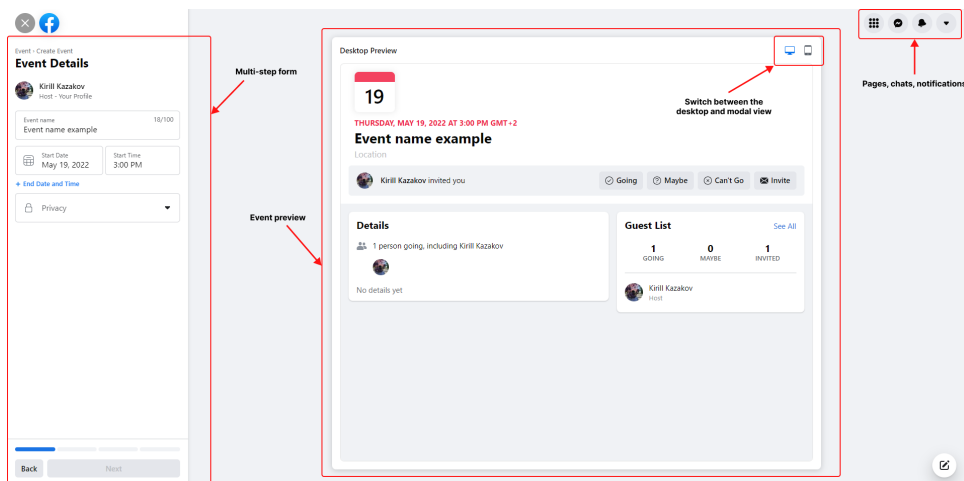 Event › Create Event
Event Details
Kirill Kazakov
Host - Your Profile
Event name
18/100
Event name example
Start Date
May 19, 2022
Start Time
3:00 PM
+ End Date and Time
Privacy
Back
Next
Multi-step form
Event preview
Desktop Preview
19
THURSDAY, MAY 19, 2022 AT 3:00 PM GMT+2
Event name example
Location
Kirill Kazakov invited you
Going
Maybe
Can't Go
Invite
Switch between the
desktop and modal view
Details
1 person going, including Kirill Kazakov
No details yet
Guest List
See All
1
GOING
0
MAYBE
1
INVITED
Kirill Kazakov
Host
Pages, chats, notifications